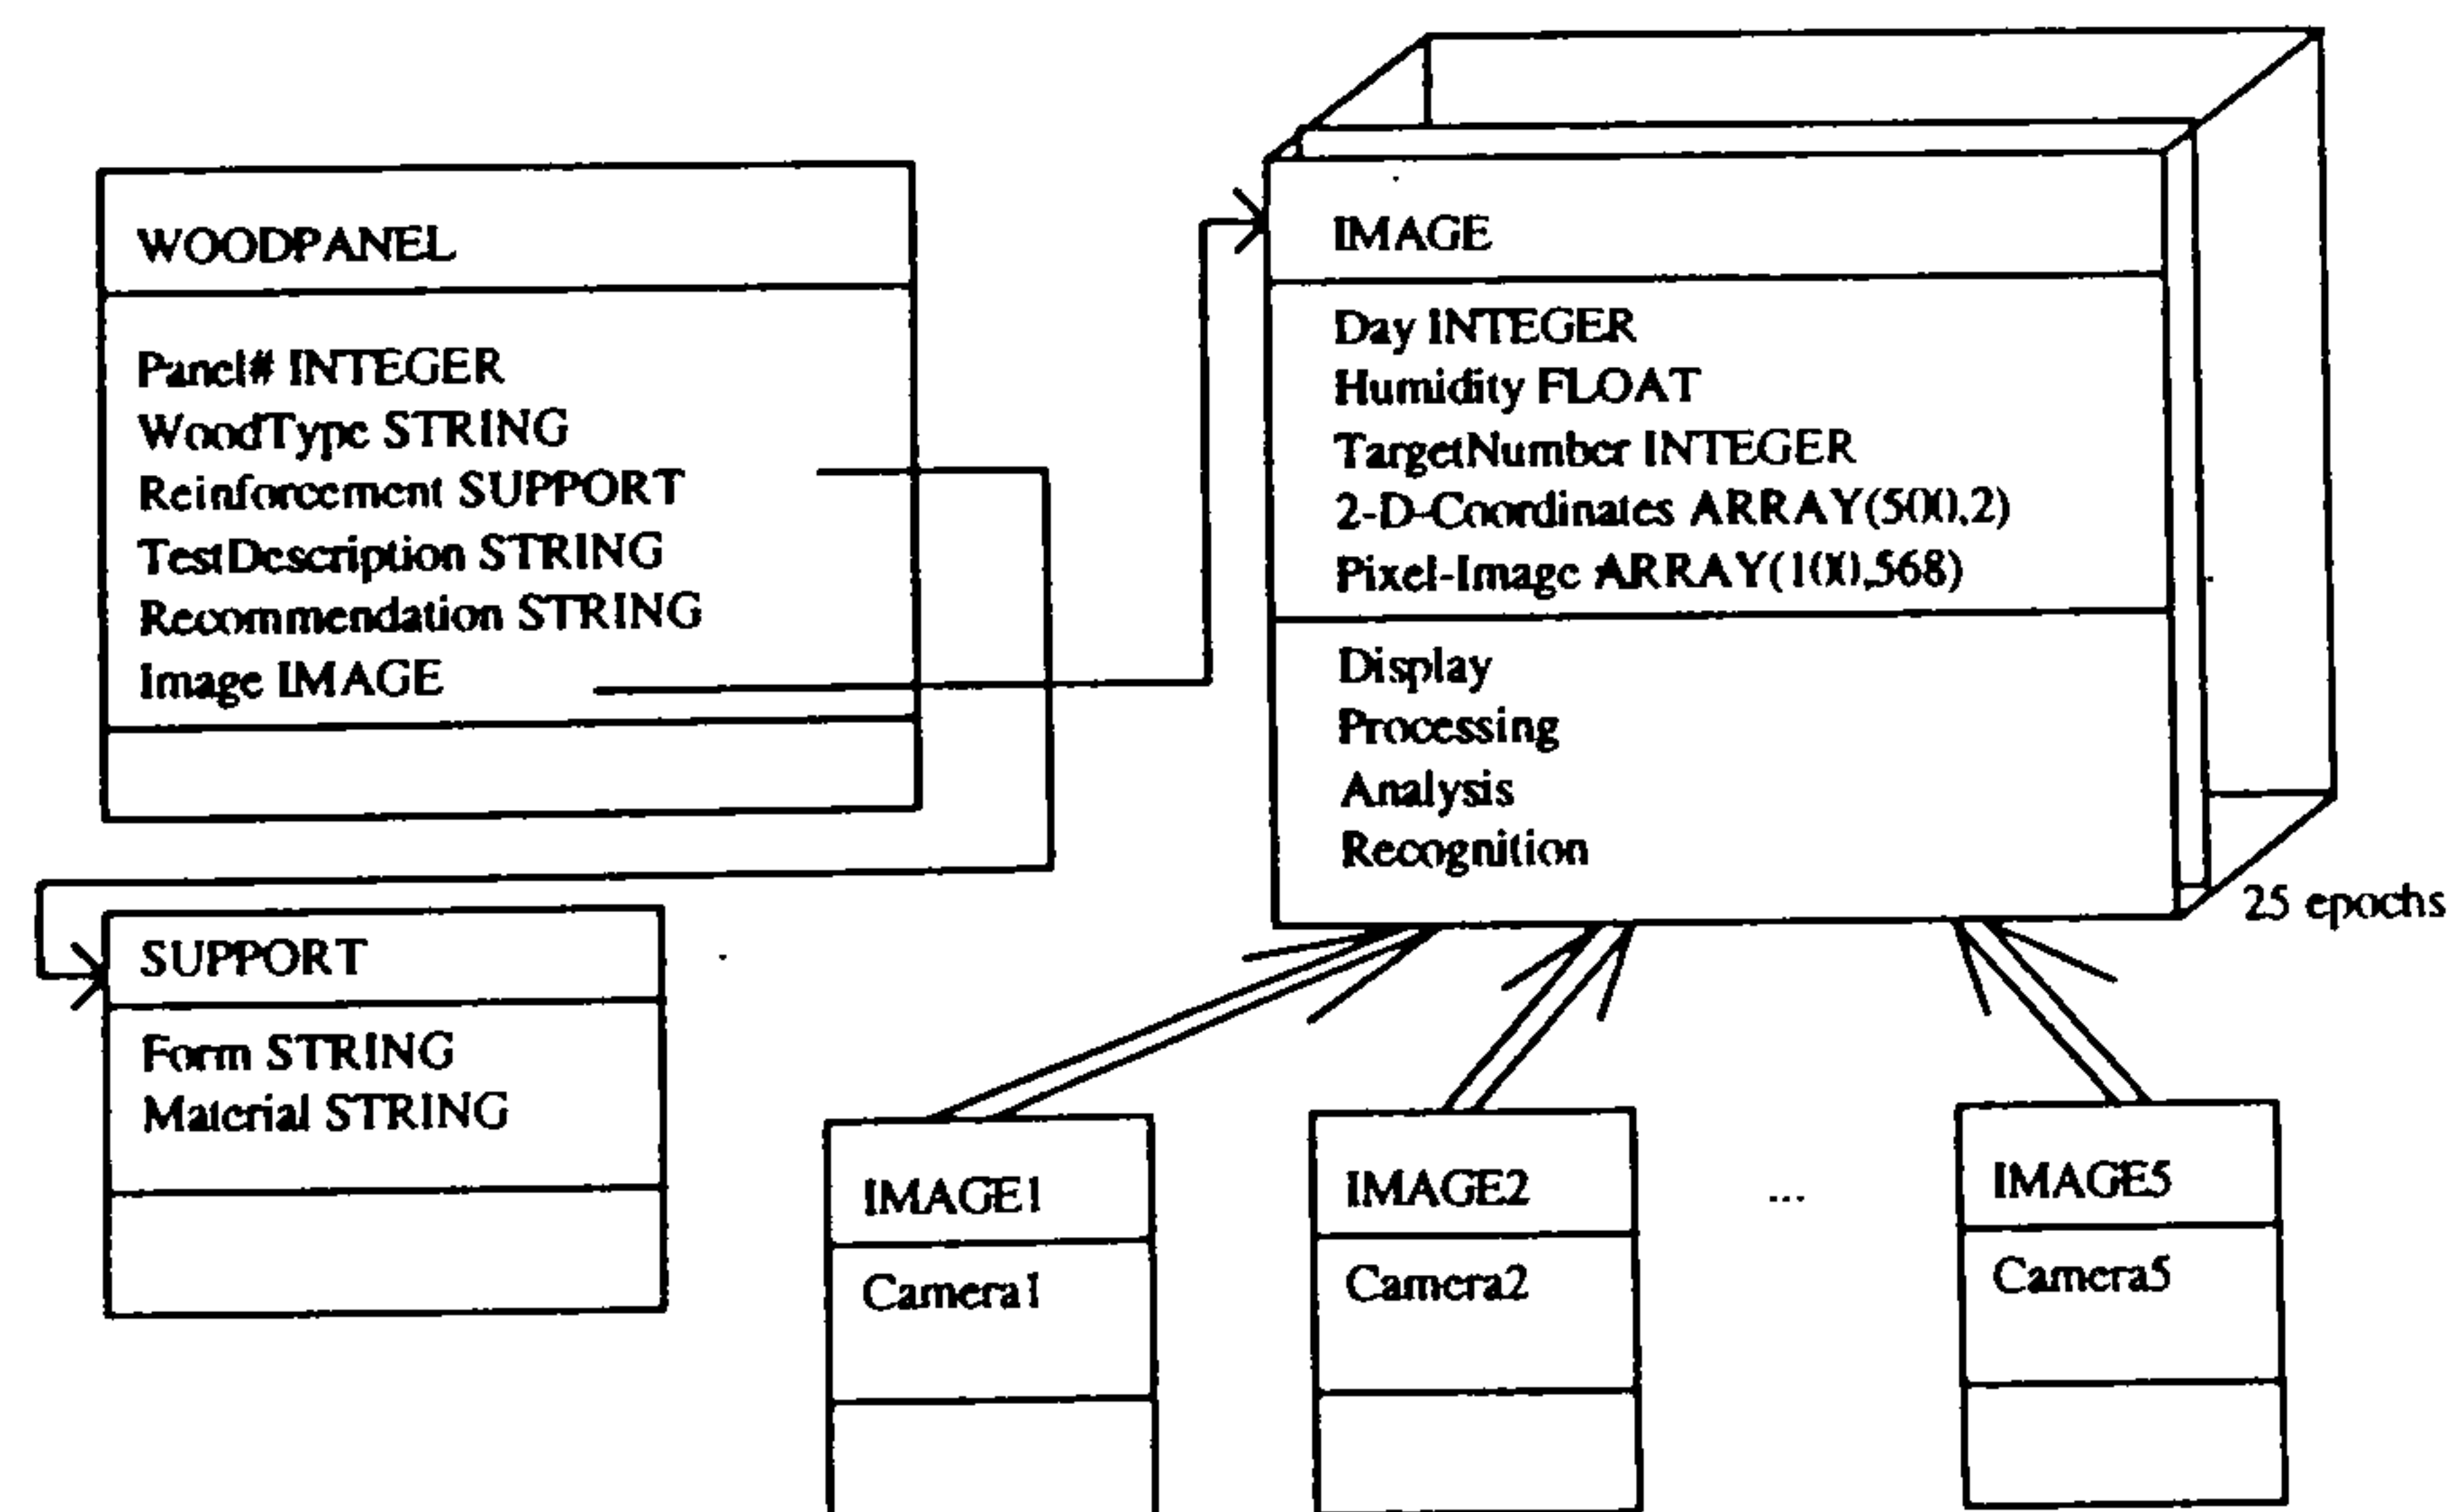 WOODPANEL
Panel# INTEGER
WoodType STRING
Reinforcement SUPPORT
TestDescription STRING
Recommendation STRING
Image IMAGE
IMAGE
Day INTEGER
Humidity FLOAT
TargetNumber INTEGER
2-D-Coordinates ARRAY(500,2)
Pixel-Image ARRAY(100,568)
Display
Processing
Analysis
Recognition
25 epochs
SUPPORT
Form STRING
Material STRING
IMAGE1
Camera1
IMAGE2
Camera2
...
IMAGE5
Camera5